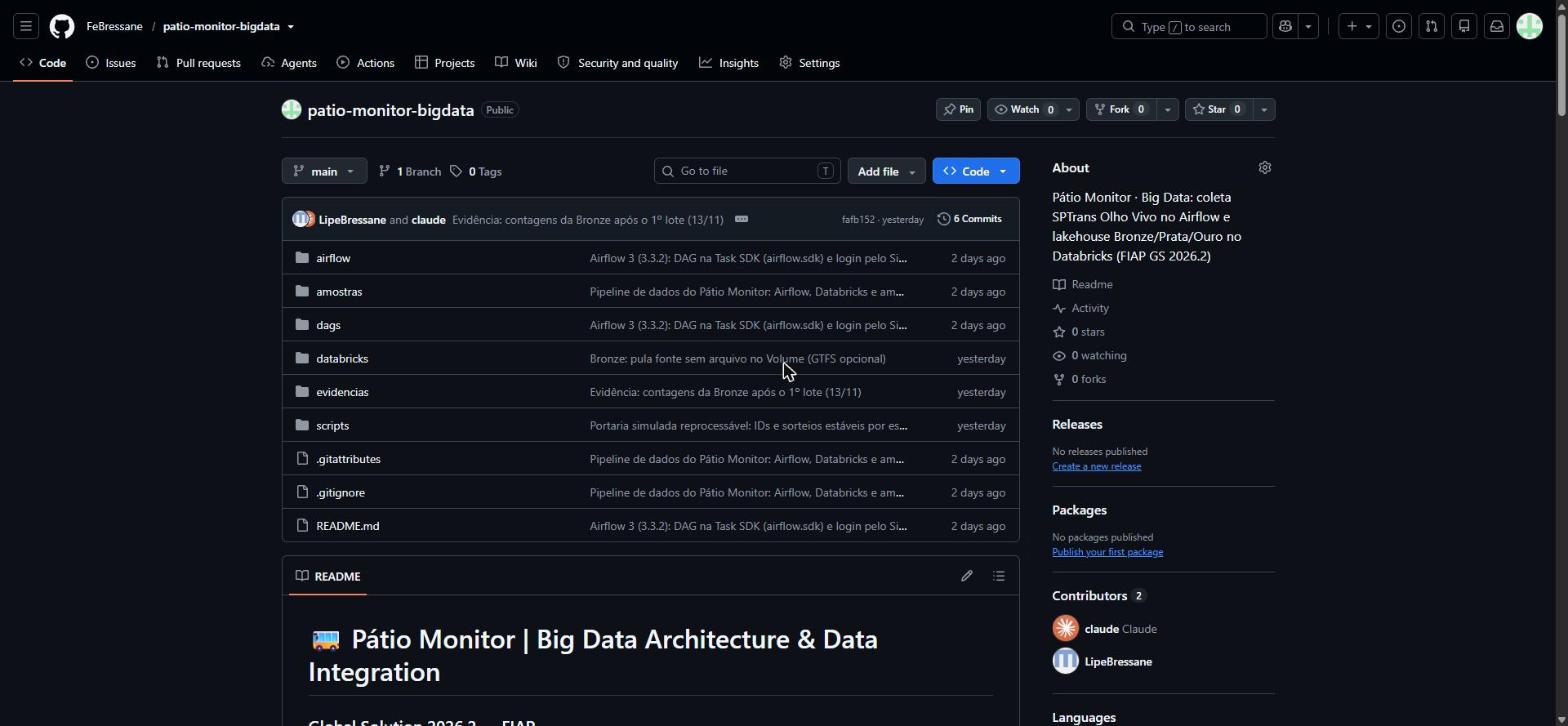 FeBressane / patio-monitor-bigdata
Type / to search
Code
Issues
Pull requests
Agents
Actions
Projects
Wiki
Security and quality
Insights
Settings
patio-monitor-bigdata Public
Pin
Watch 0
Fork 0
Star 0
main
1 Branch
0 Tags
Go to file T
Add file
Code
LipeBressane and claude Evidência: contagens da Bronze após o 1º lote (13/11)
fafb152 · yesterday
6 Commits
airflow Airflow 3 (3.3.2): DAG na Task SDK (airflow.sdk) e login pelo Si... 2 days ago
amostras Pipeline de dados do Pátio Monitor: Airflow, Databricks e am... 2 days ago
dags Airflow 3 (3.3.2): DAG na Task SDK (airflow.sdk) e login pelo Si... 2 days ago
databricks Bronze: pula fonte sem arquivo no Volume (GTFS opcional) yesterday
evidencias Evidência: contagens da Bronze após o 1º lote (13/11) yesterday
scripts Portaria simulada reprocessável: IDs e sorteios estáveis por es... yesterday
.gitattributes Pipeline de dados do Pátio Monitor: Airflow, Databricks e am... 2 days ago
.gitignore Pipeline de dados do Pátio Monitor: Airflow, Databricks e am... 2 days ago
README.md Airflow 3 (3.3.2): DAG na Task SDK (airflow.sdk) e login pelo Si... 2 days ago
README
Pátio Monitor | Big Data Architecture & Data
Integration
Global Solution 2026.2 — FIAP
About
Pátio Monitor · Big Data: coleta
SPTrans Olho Vivo no Airflow e
lakehouse Bronze/Prata/Ouro no
Databricks (FIAP GS 2026.2)
Readme
Activity
0 stars
0 watching
0 forks
Releases
No releases published
Create a new release
Packages
No packages published
Publish your first package
Contributors 2
claude Claude
LipeBressane
Languages